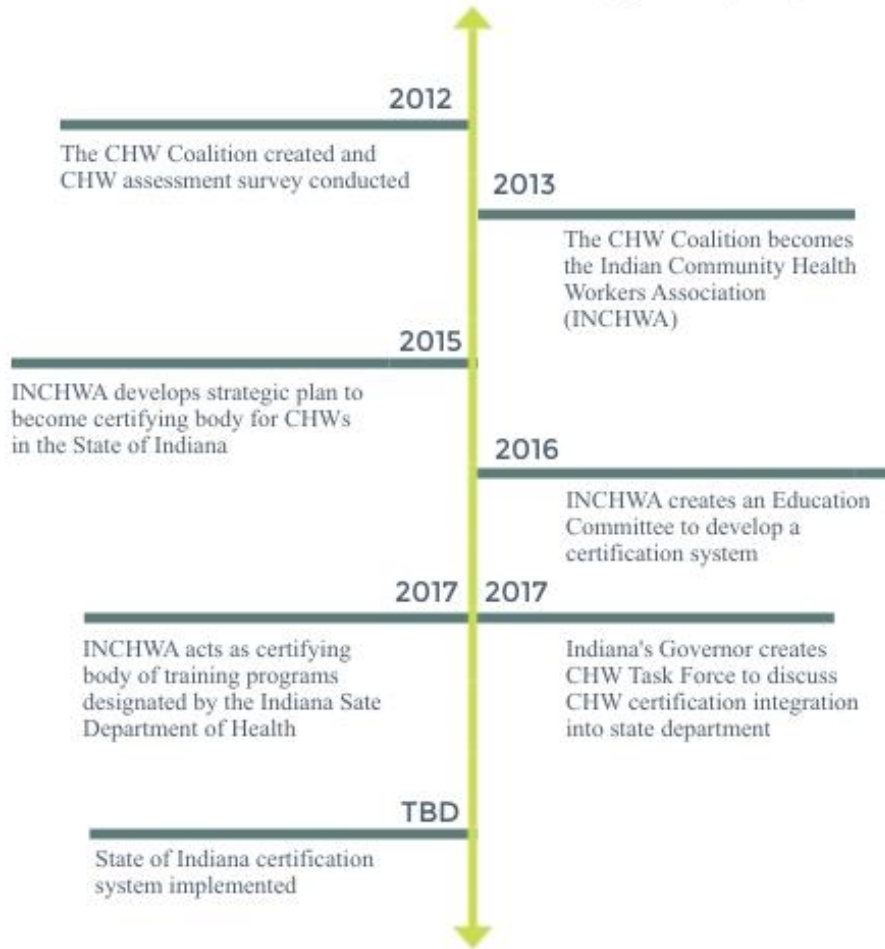 2012
The CHW Coalition created and
CHW assessment survey conducted
2013
The CHW Coalition becomes
the Indian Community Health
Workers Association
(INCHWA)
2015
INCHWA develops strategic plan to
become certifying body for CHWs
in the State of Indiana
2016
INCHWA creates an Education
Committee to develop a
certification system
2017
INCHWA acts as certifying
body of training programs
designated by the Indiana Sate
Department of Health
2017
Indiana's Governor creates
CHW Task Force to discuss
CHW certification integration
into state department
TBD
State of Indiana certification
system implemented